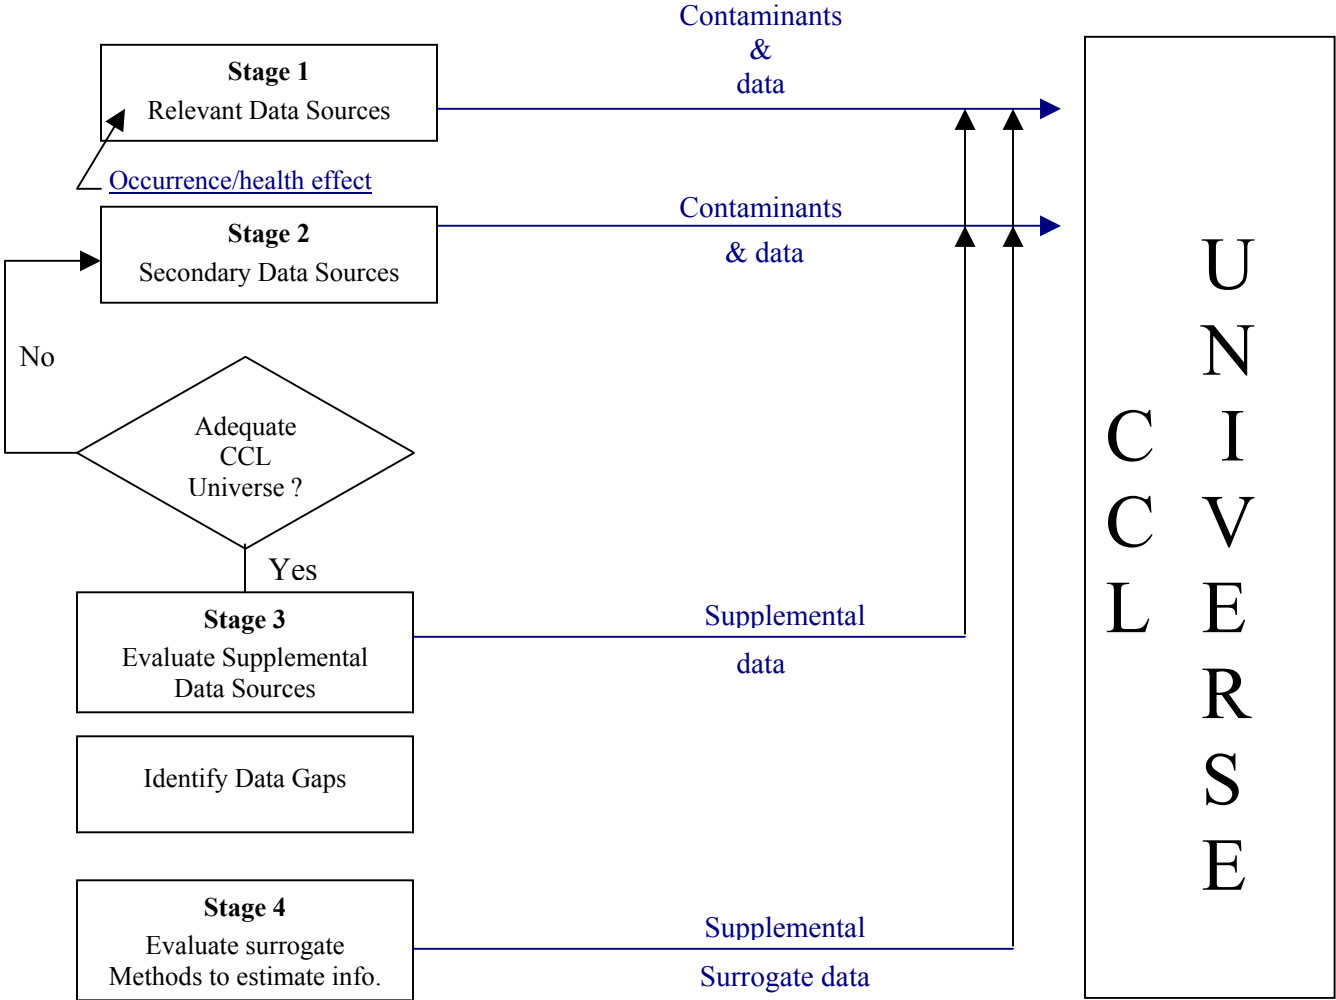 Contaminants
&
data
Stage 1
Relevant Data Sources
Occurrence/health effect
Contaminants
& data
Stage 2
Secondary Data Sources
No
Adequate
CCL
Universe ?
Yes
Stage 3
Evaluate Supplemental
Data Sources
Supplemental
data
Identify Data Gaps
Stage 4
Evaluate surrogate
Methods to estimate info.
Supplemental
Surrogate data
CCL
UNIVERSE